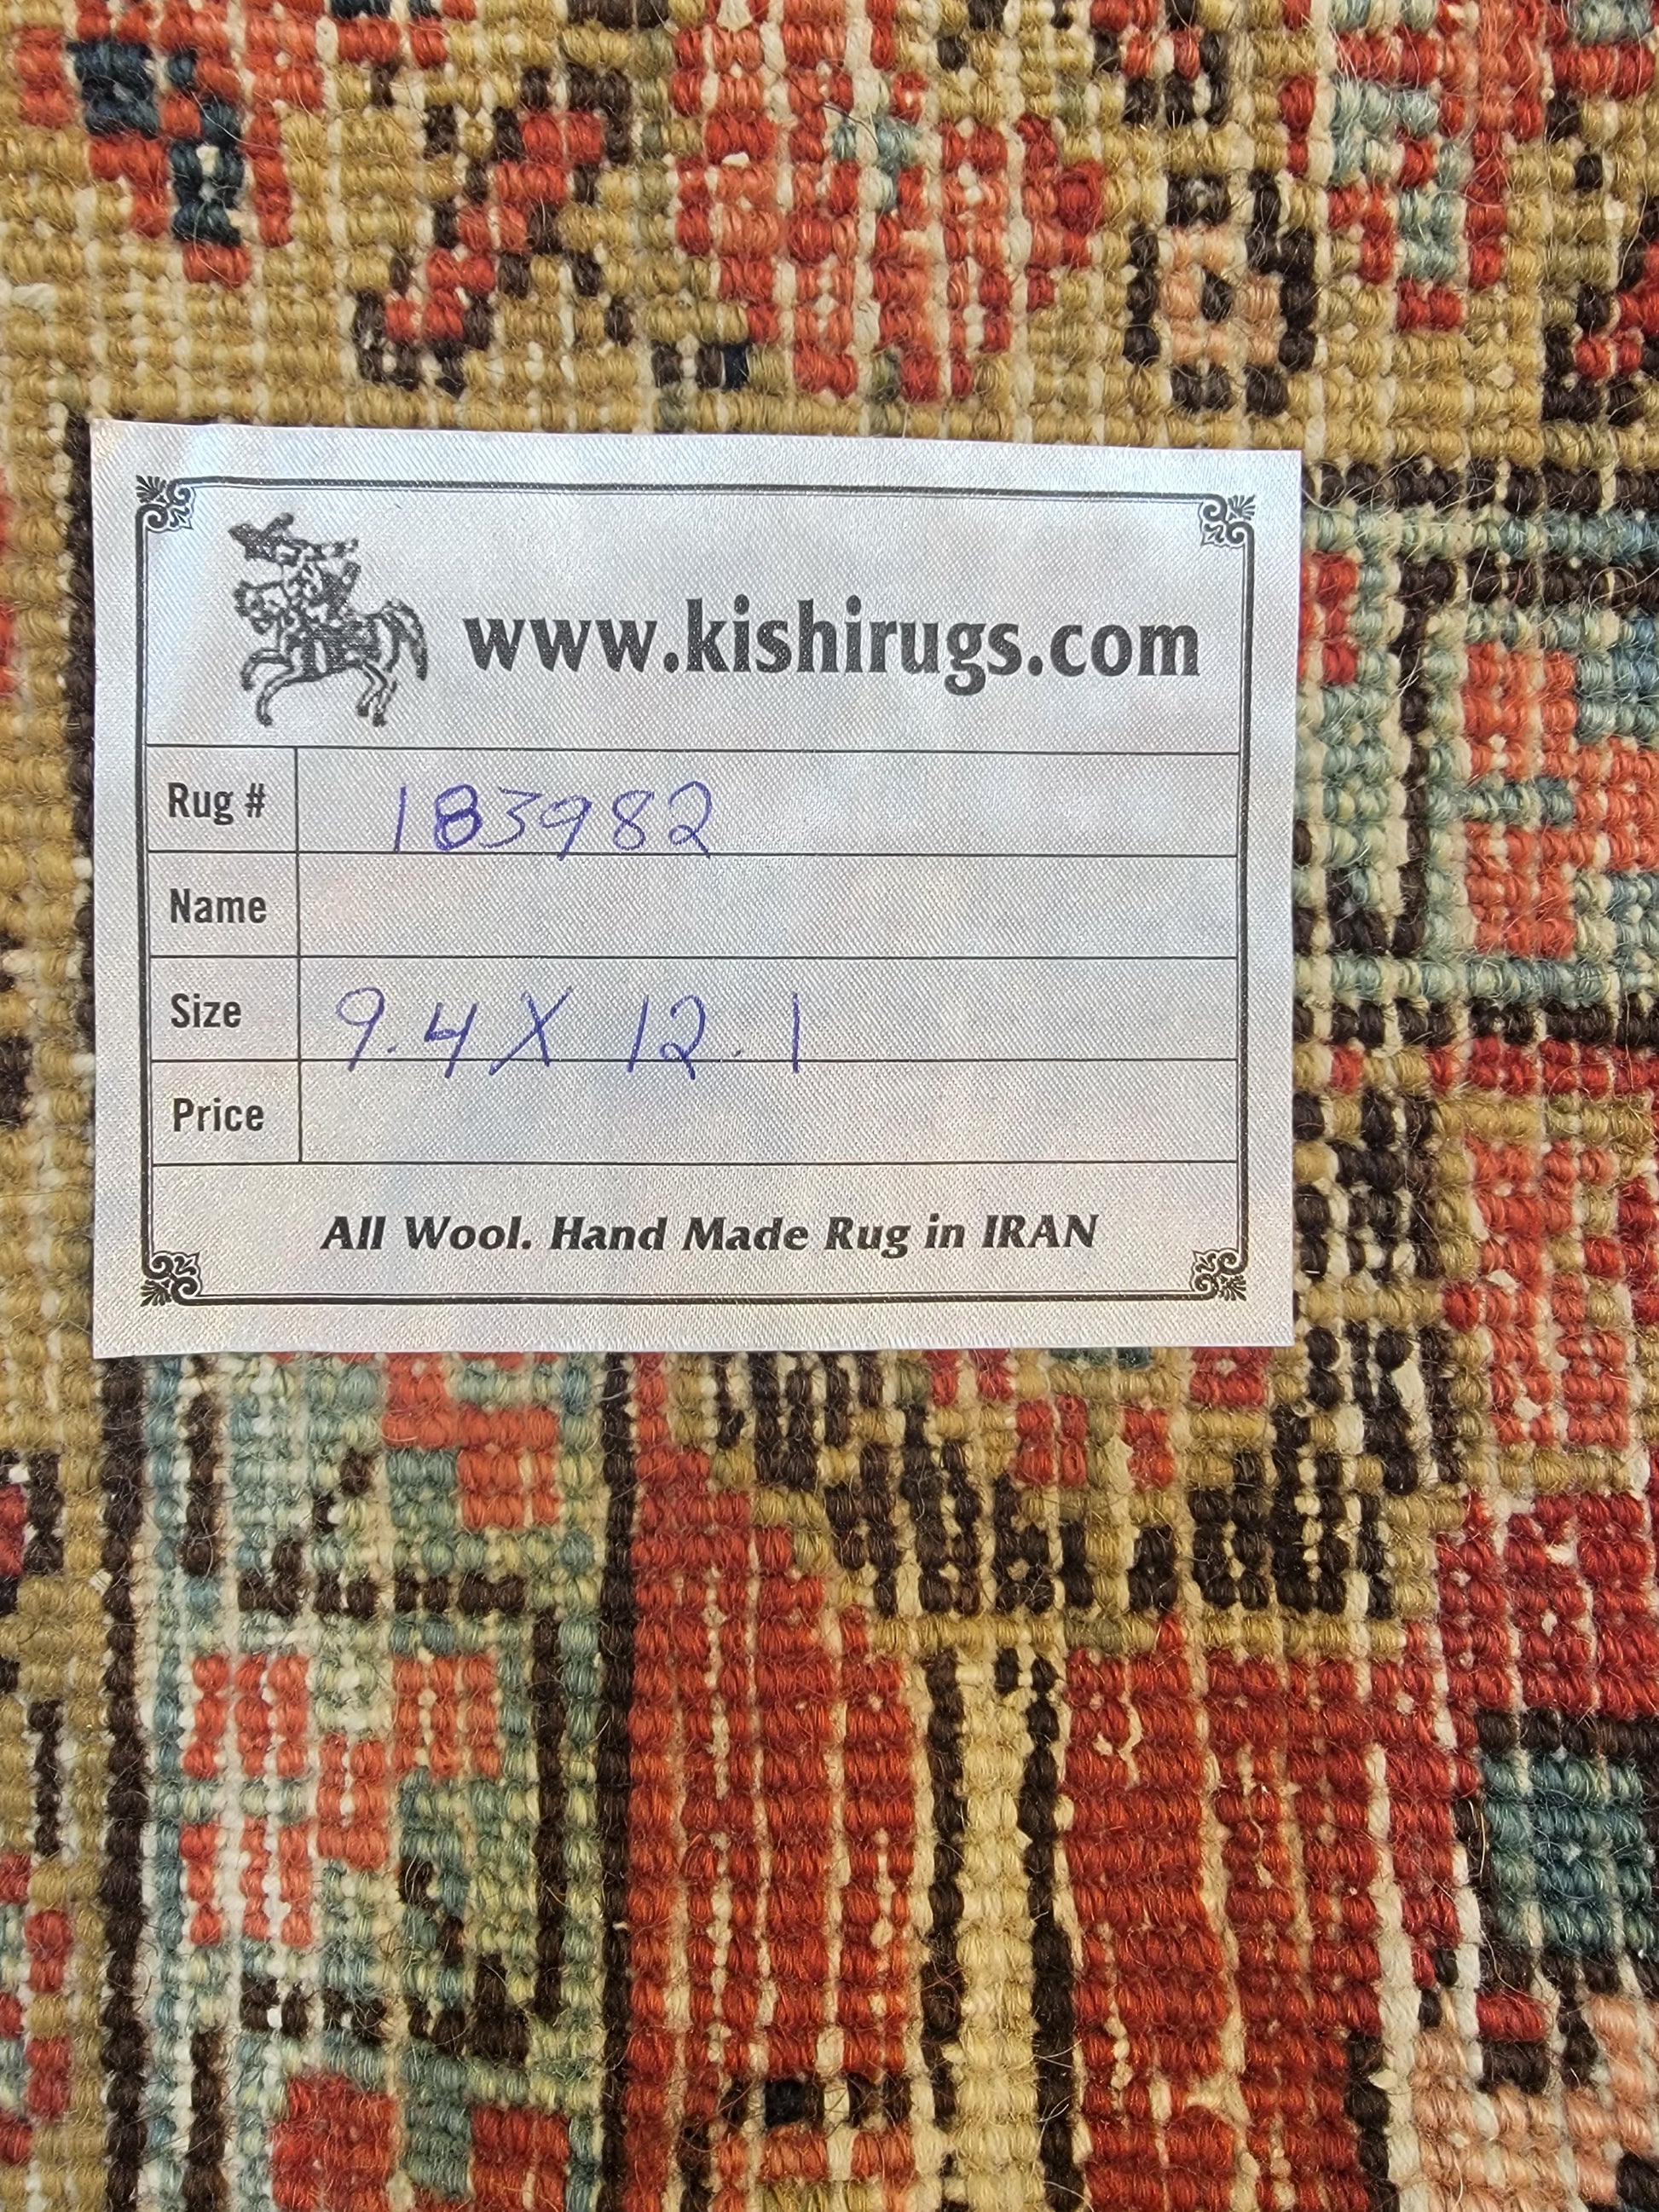 www.kishirugs.com
Rug # 183982
Name
Size 9.4 X 12.1
Price
All Wool. Hand Made Rug in IRAN